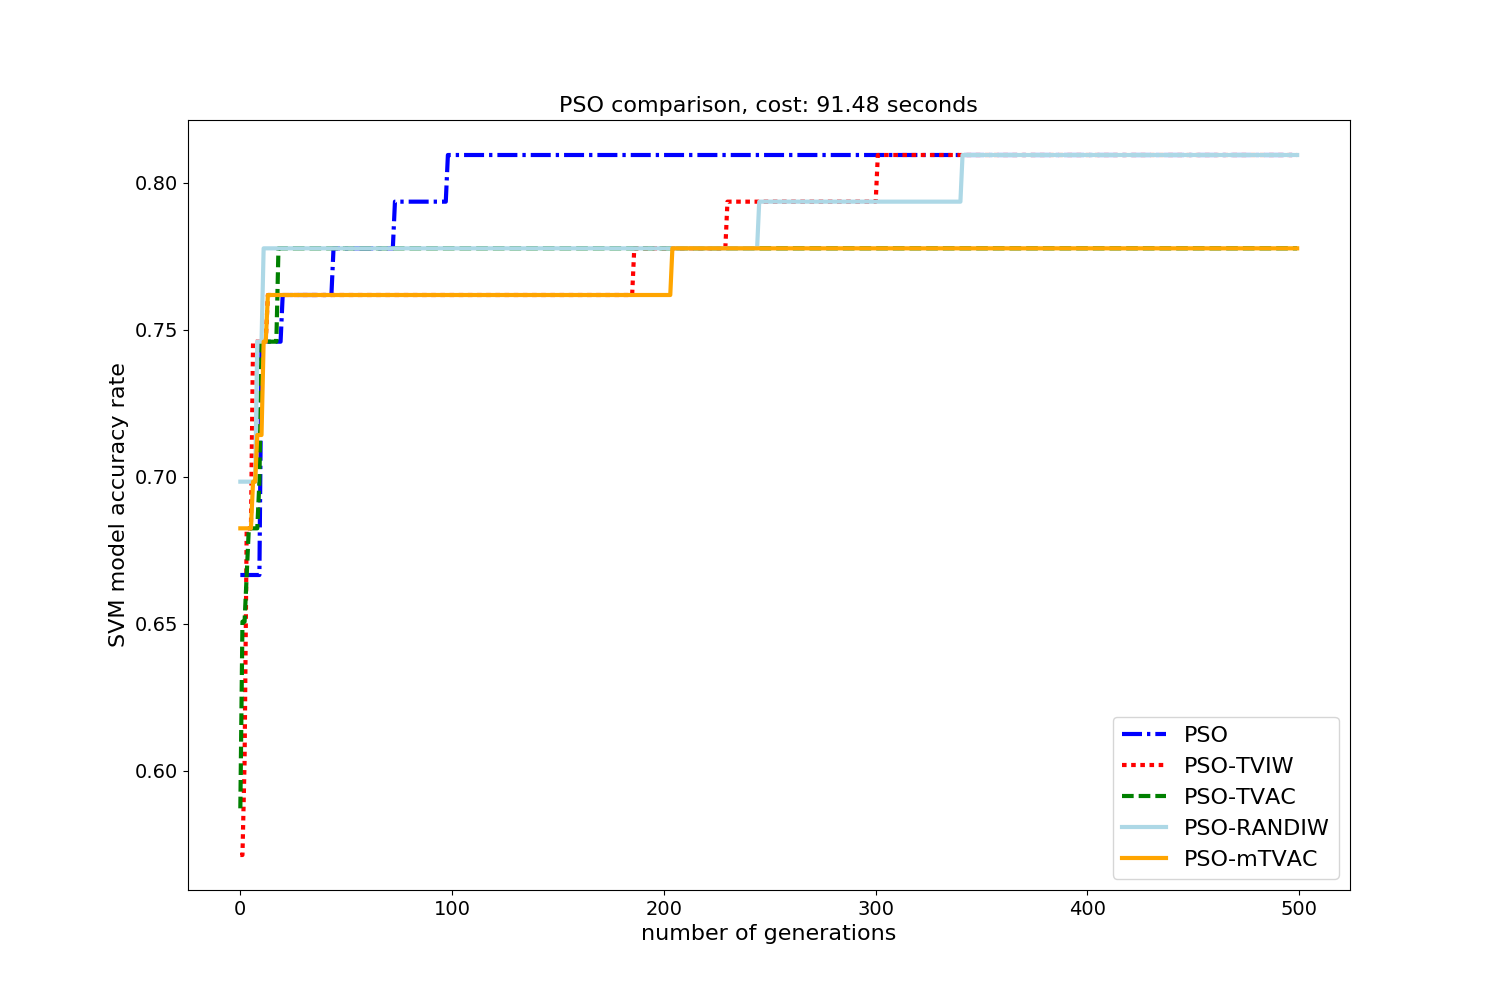 PSO comparison, cost: 91.48 seconds
SVM model accuracy rate
0.80
0.75
0.70
0.65
0.60
0
100
200
300
400
500
number of generations
PSO
PSO-TVIW
PSO-TVAC
PSO-RANDIW
PSO-mTVAC